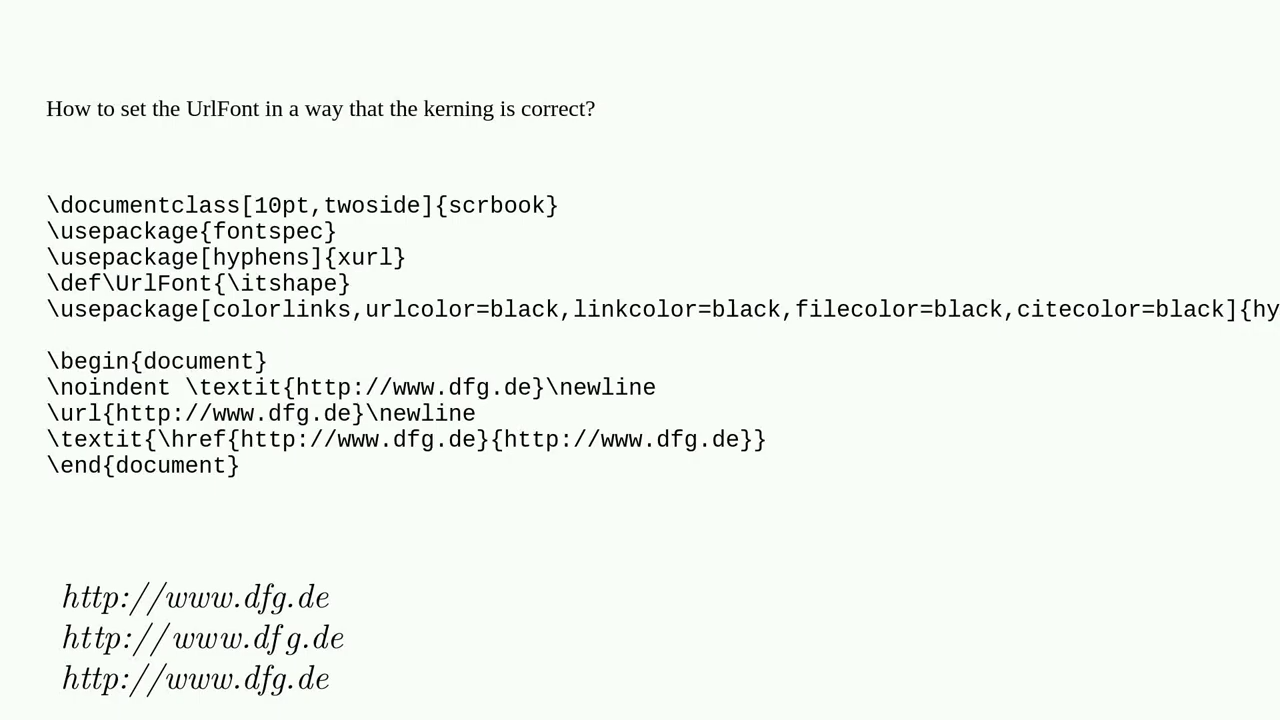 How to set the UrlFont in a way that the kerning is correct?
\documentclass[10pt,twoside]{scrbook}
\usepackage{fontspec}
\usepackage[hyphens]{xurl}
\def\UrlFont{\itshape}
\usepackage[colorlinks,urlcolor=black,linkcolor=black,filecolor=black,citecolor=black]{hy
\begin{document}
\noindent \textit{http://www.dfg.de}\newline
\url{http://www.dfg.de}\newline
\textit{\href{http://www.dfg.de}{http://www.dfg.de}}
\end{document}
http://www.dfg.de
http://www.dfg.de
http://www.dfg.de